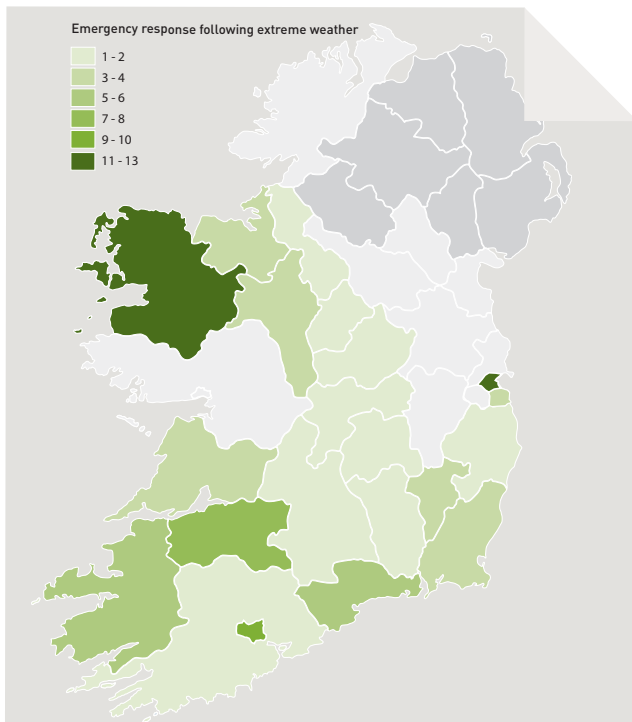 Emergency response following extreme weather
1 - 2
3 - 4
5 - 6
7 - 8
9 - 10
11 - 13